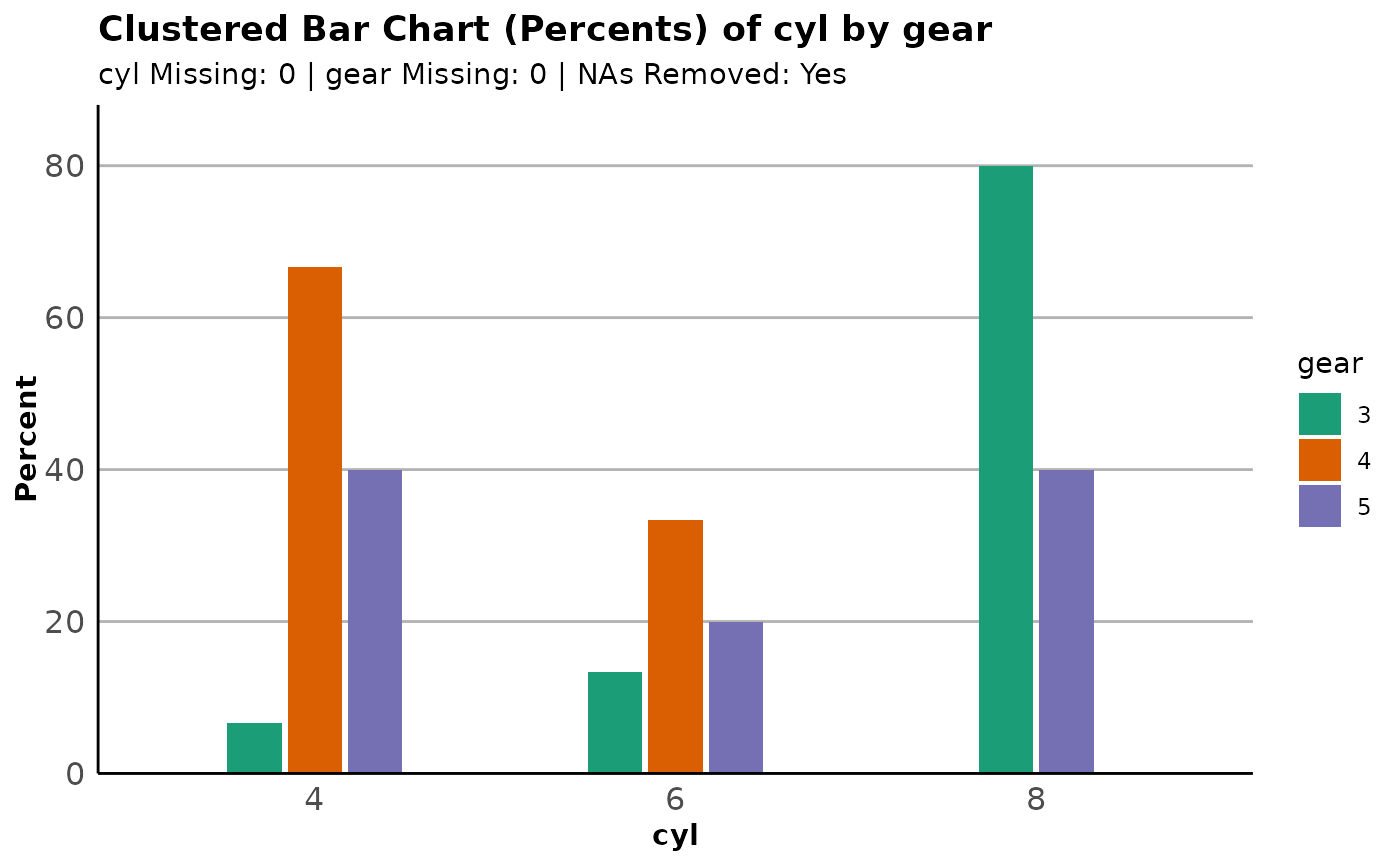 Clustered Bar Chart (Percents) of cyl by gear
cyl Missing: 0 | gear Missing: 0 | NAs Removed: Yes
Percent
80
60
40
20
0
4
6
8
cyl
gear
3
4
5